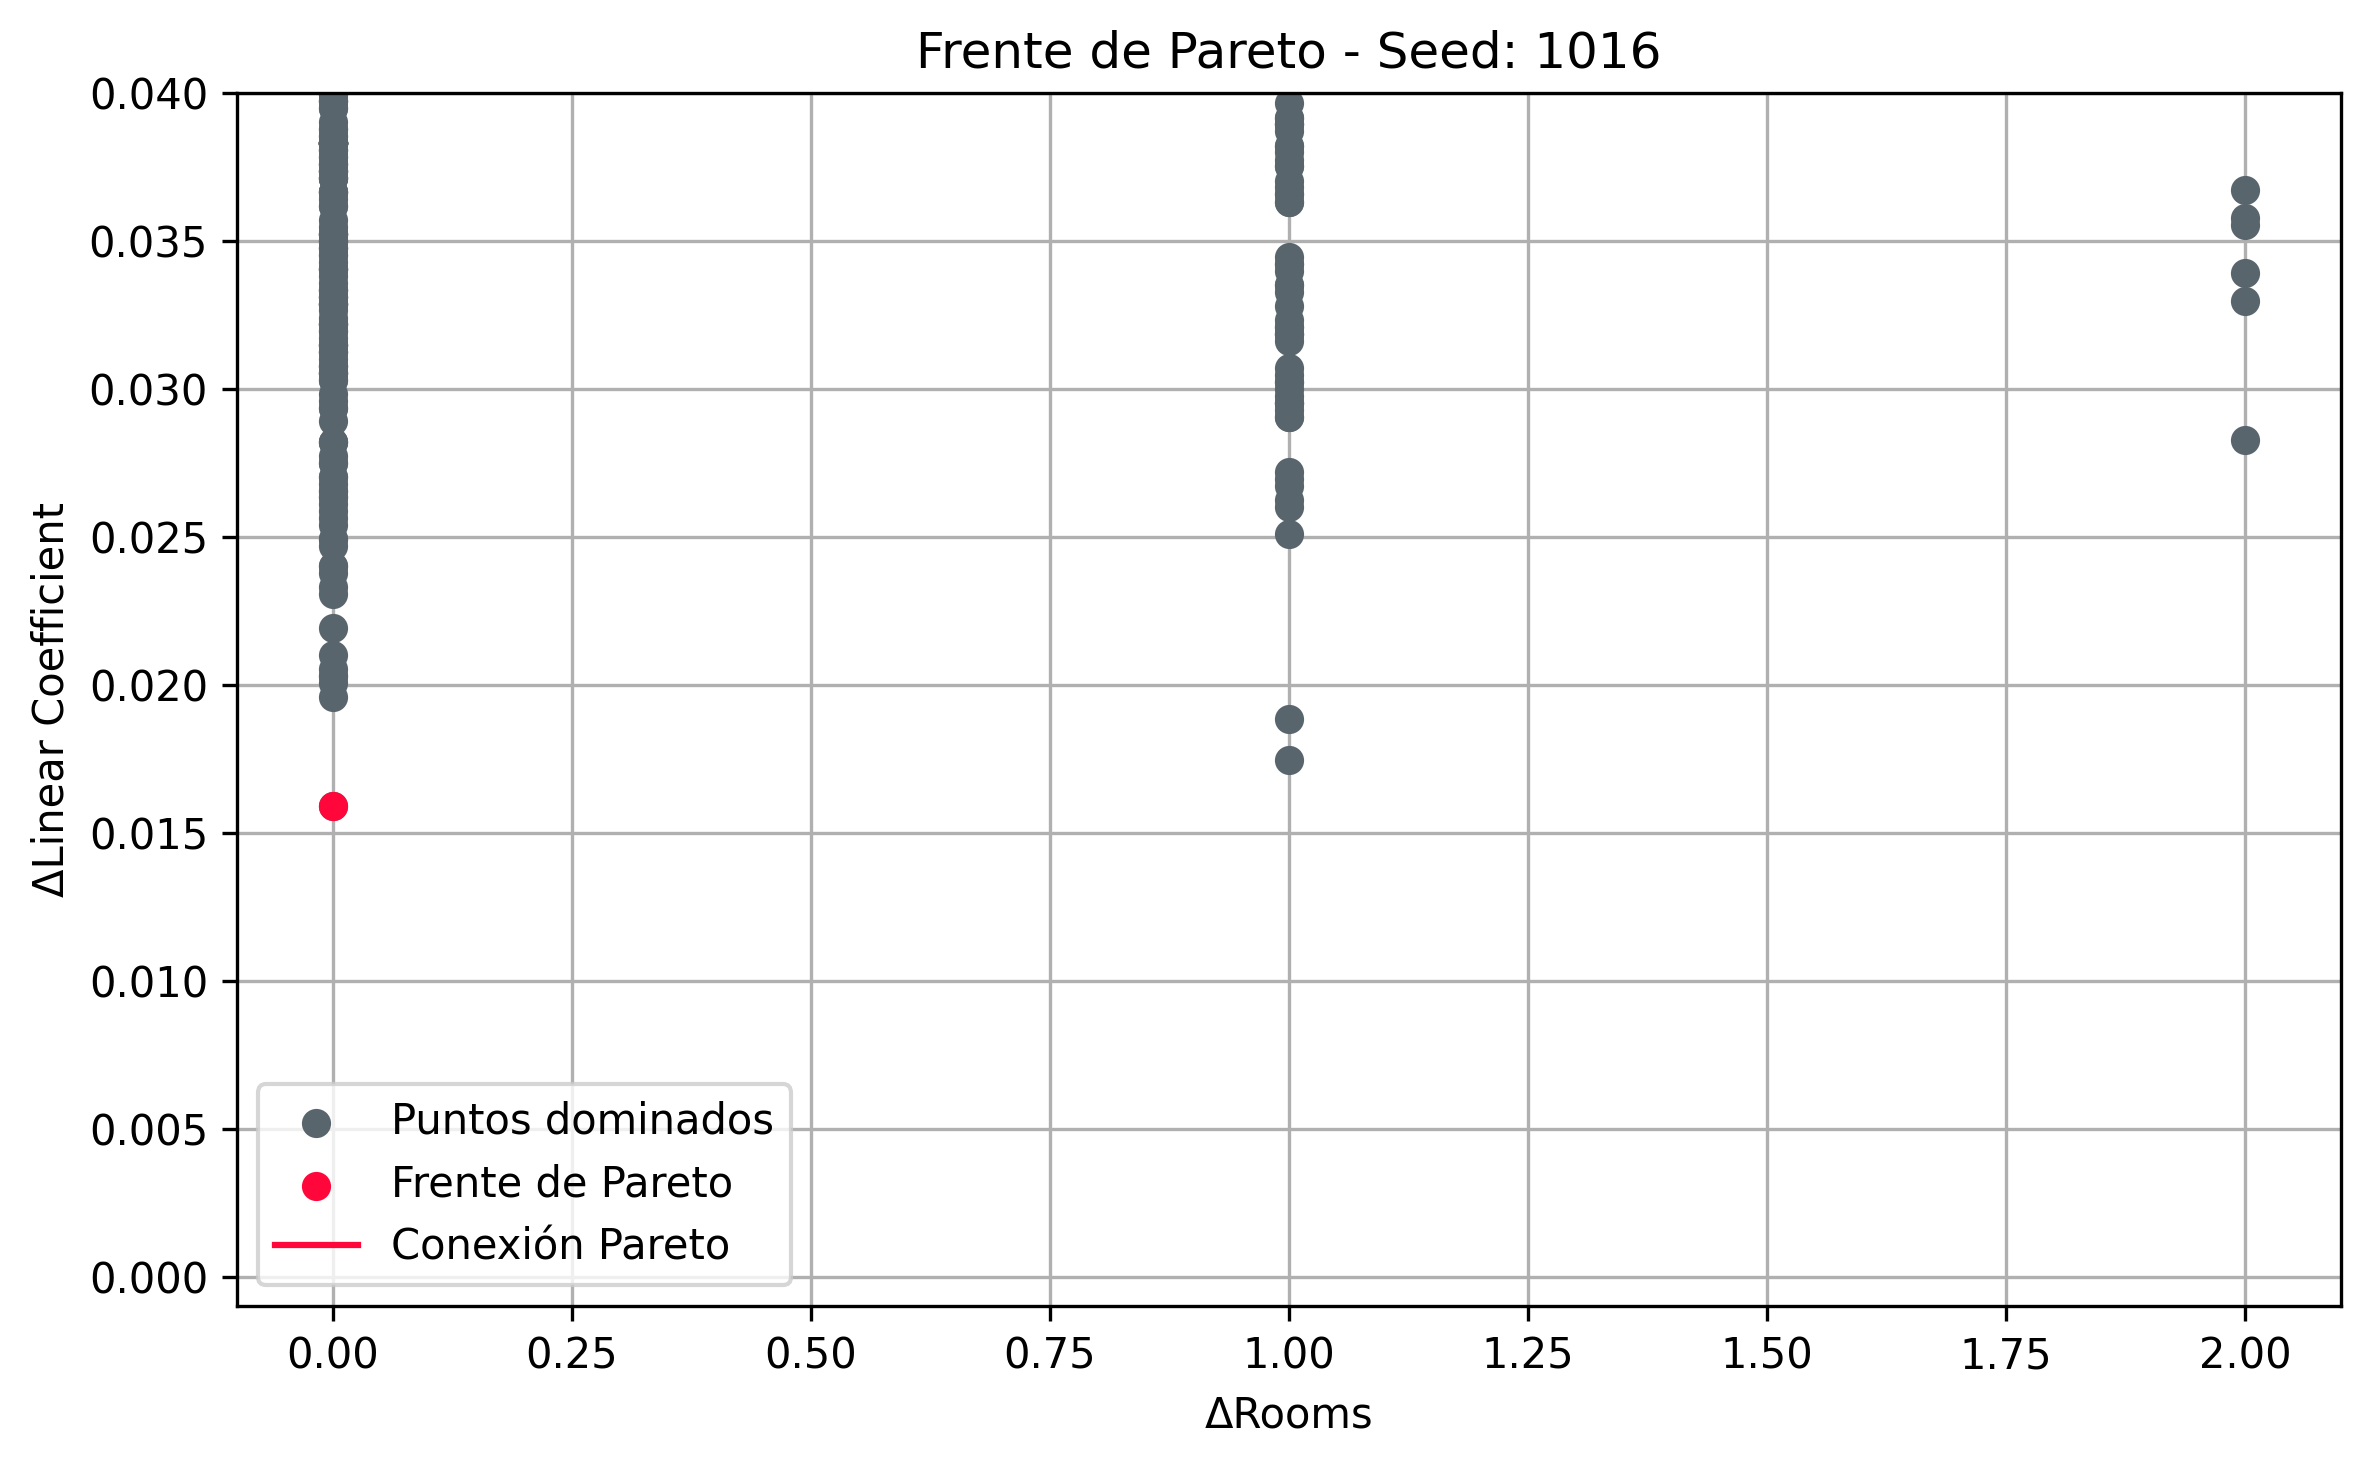 Frente de Pareto - Seed: 1016
ΔLinear Coefficient
0.040
0.035
0.030
0.025
0.020
0.015
0.010
0.005
0.000
Puntos dominados
Frente de Pareto
Conexión Pareto
0.00 0.25 0.50 0.75 1.00 1.25 1.50 1.75 2.00
ΔRooms